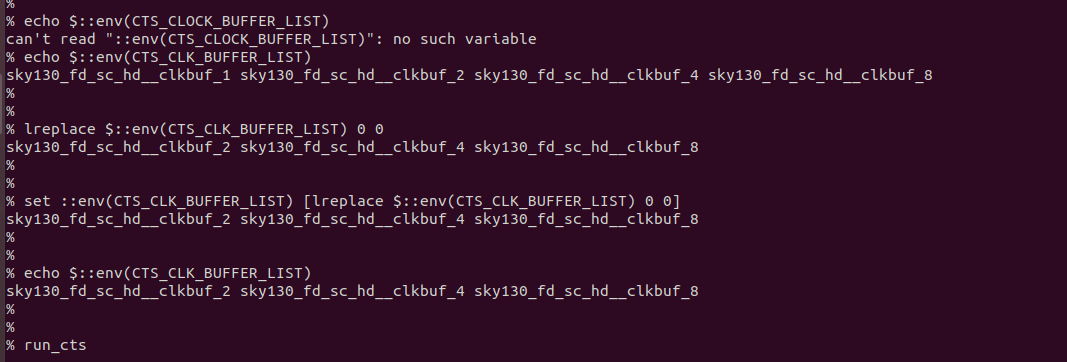 %
% echo $::env(CTS_CLOCK_BUFFER_LIST)
can't read "::env(CTS_CLOCK_BUFFER_LIST)": no such variable
% echo $::env(CTS_CLK_BUFFER_LIST)
sky130_fd_sc_hd__clkbuf_1 sky130_fd_sc_hd__clkbuf_2 sky130_fd_sc_hd__clkbuf_4 sky130_fd_sc_hd__clkbuf_8
%
%
% lreplace $::env(CTS_CLK_BUFFER_LIST) 0 0
sky130_fd_sc_hd__clkbuf_2 sky130_fd_sc_hd__clkbuf_4 sky130_fd_sc_hd__clkbuf_8
%
%
% set ::env(CTS_CLK_BUFFER_LIST) [lreplace $::env(CTS_CLK_BUFFER_LIST) 0 0]
sky130_fd_sc_hd__clkbuf_2 sky130_fd_sc_hd__clkbuf_4 sky130_fd_sc_hd__clkbuf_8
%
%
% echo $::env(CTS_CLK_BUFFER_LIST)
sky130_fd_sc_hd__clkbuf_2 sky130_fd_sc_hd__clkbuf_4 sky130_fd_sc_hd__clkbuf_8
%
%
% run_cts